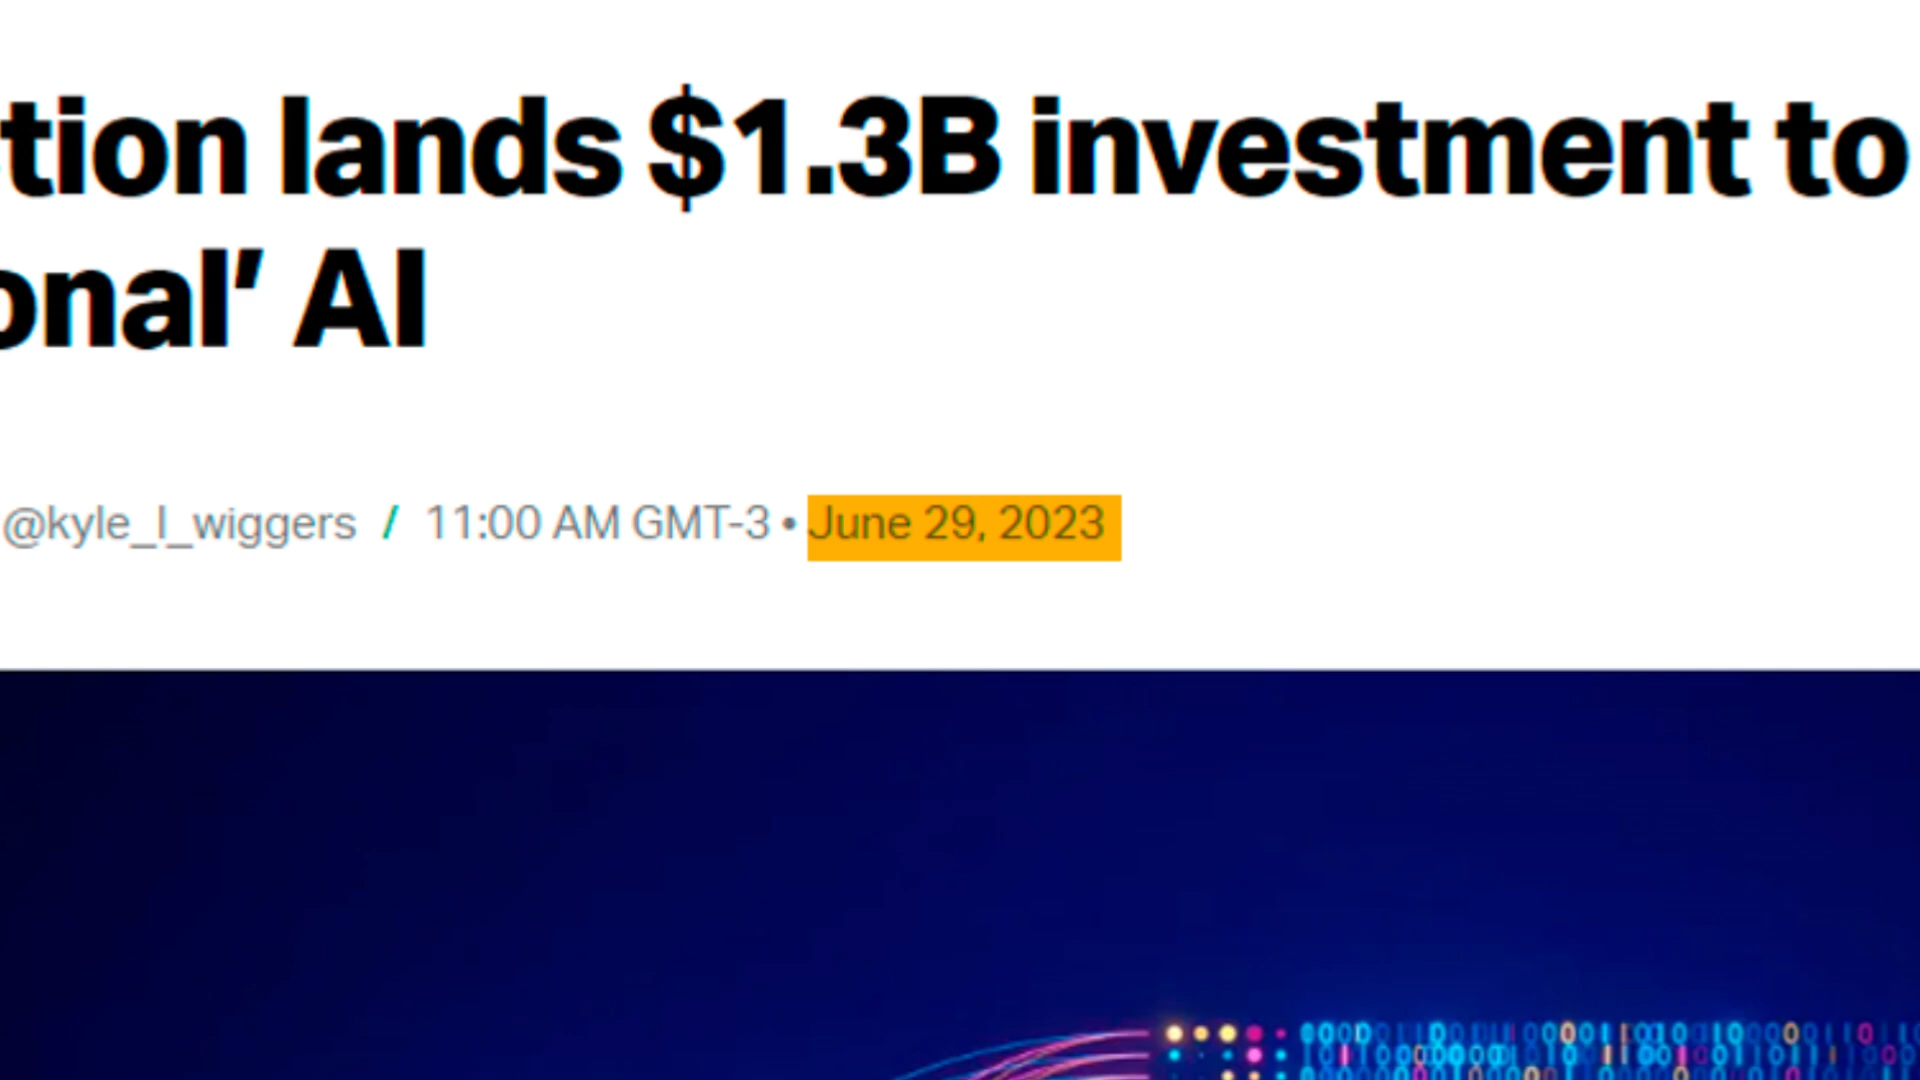 tion lands $1.3B investment to
onal’ AI
@kyle_l_wiggers / 11:00 AM GMT-3 • June 29, 2023